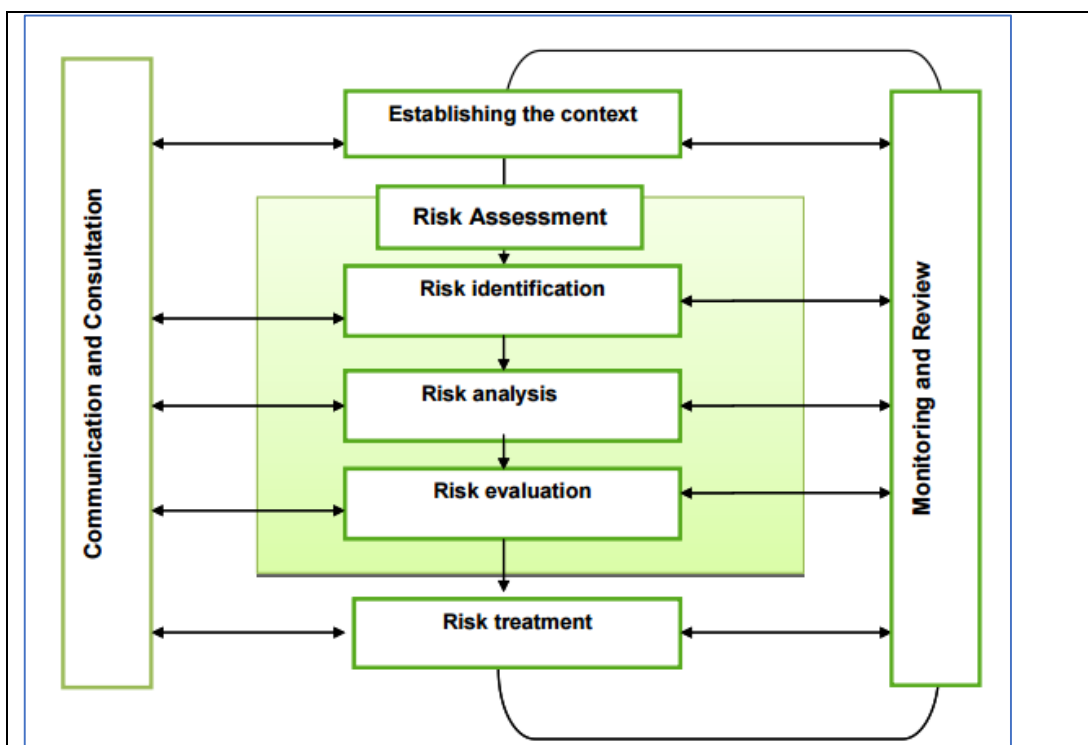 Establishing the context
Risk Assessment
Risk identification
Risk analysis
Risk evaluation
Risk treatment
Communication and Consultation
Monitoring and Review